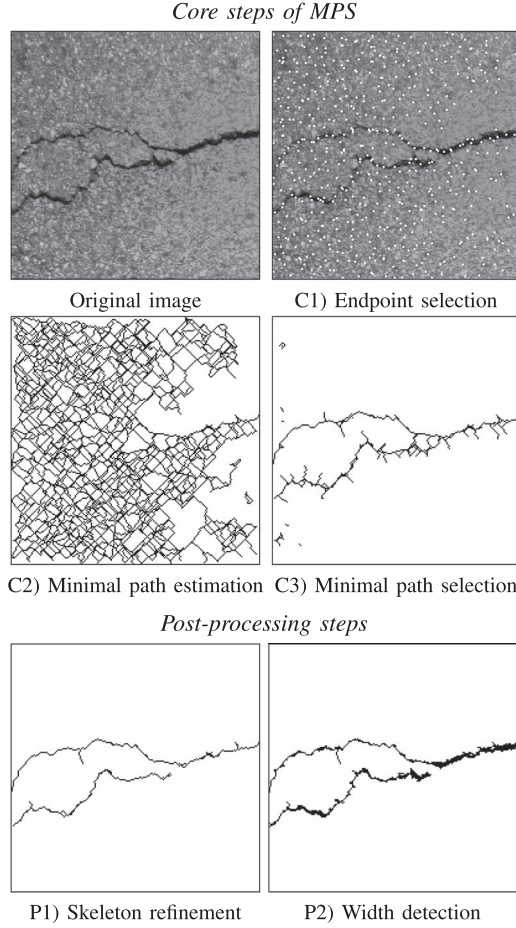 Core steps of MPS
Original image
C1) Endpoint selection
C2) Minimal path estimation
C3) Minimal path selection
Post-processing steps
P1) Skeleton refinement
P2) Width detection